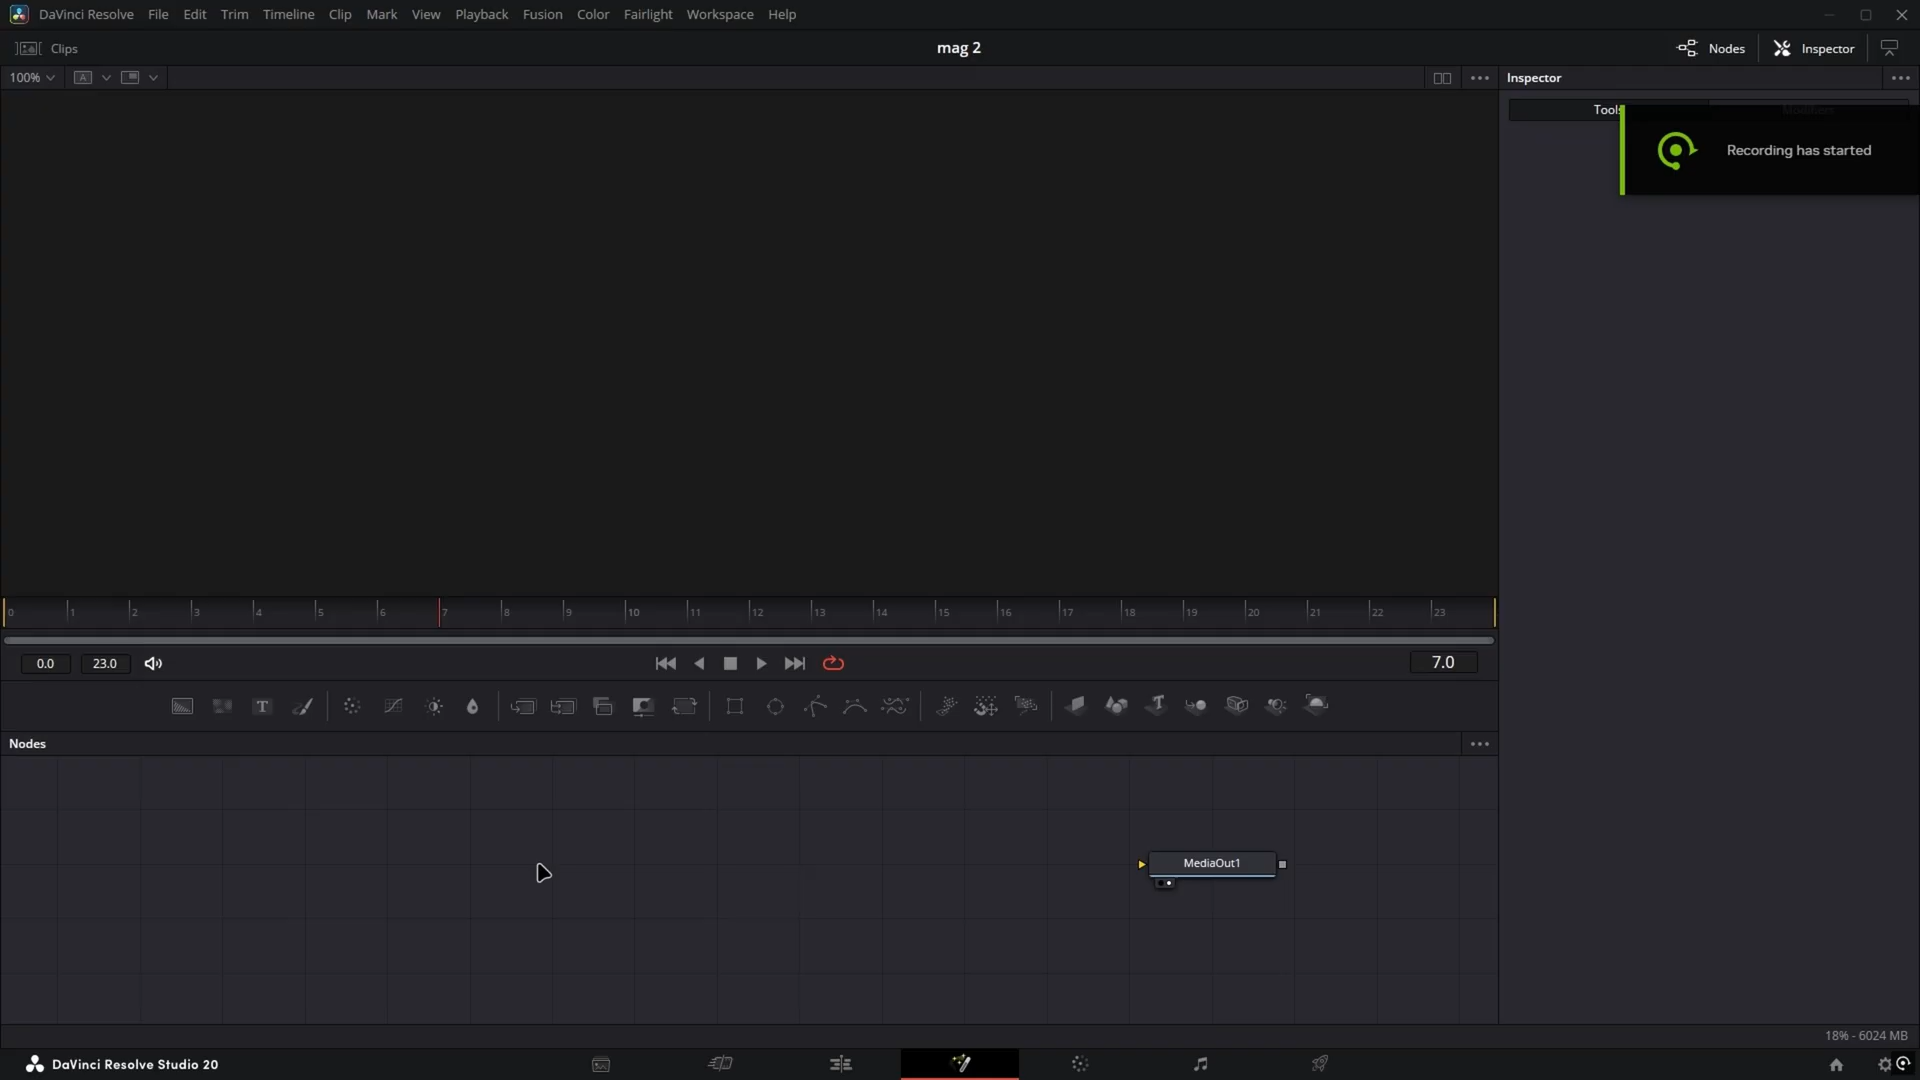 DaVinci Resolve File Edit Trim Timeline Clip Mark View Playback Fusion Color Fairlight Workspace Help
Clips mag 2 Nodes Inspector
100% A Inspector
Tools Modifiers
Recording has started
0 1 2 3 4 5 6 7 8 9 10 11 12 13 14 15 16 17 18 19 20 21 22 23
0.0 23.0 7.0
T T
Nodes
MediaOut1
18% - 6024 MB
DaVinci Resolve Studio 20